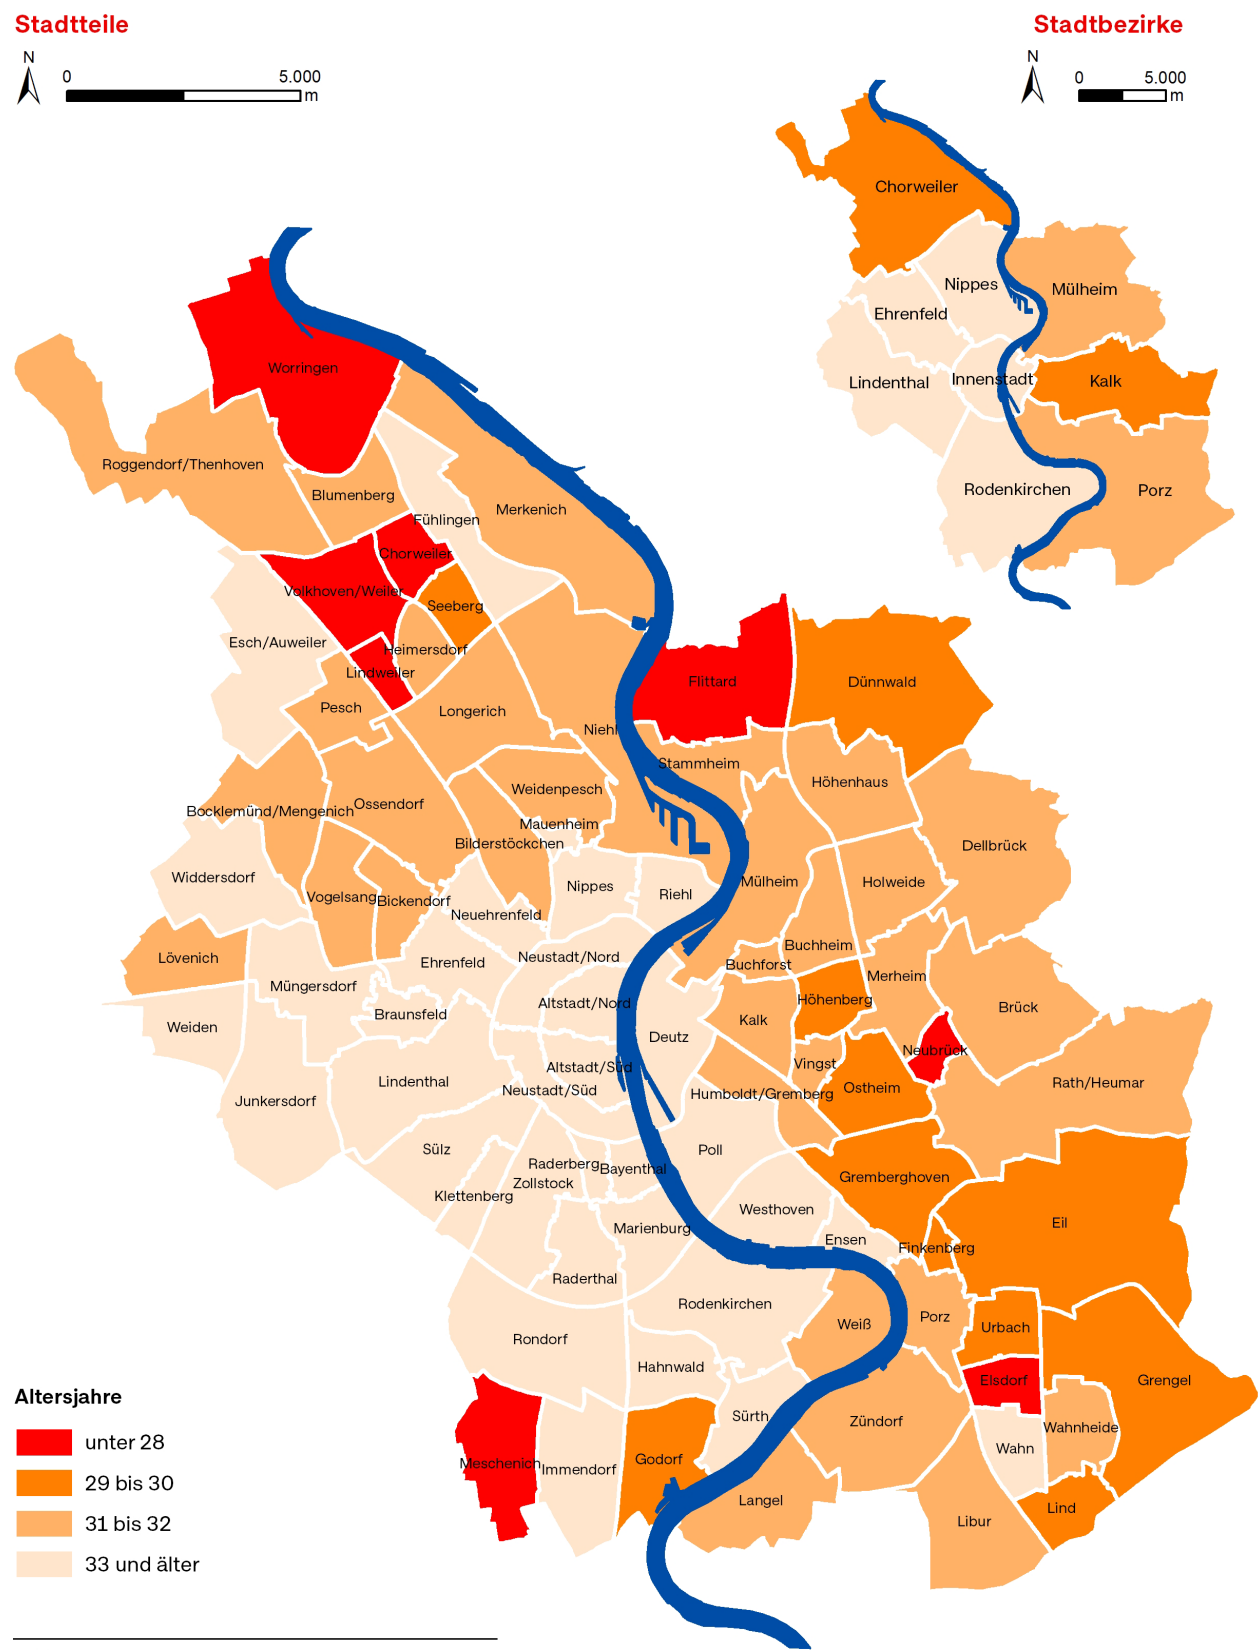 Stadtteile
Stadtbezirke
N
0
5.000
m
N
0
5.000
m
Chorweiler
Nippes
Mülheim
Ehrenfeld
Innenstadt
Lindenthal
Kalk
Rodenkirchen
Porz
Worringen
Roggendorf/Thenhoven
Blumenberg
Merkenich
Fühlingen
Chorweiler
Volkhoven/Weiler
Seeberg
Esch/Auweiler
Heimersdorf
Lindweiler
Flittard
Dünnwald
Pesch
Longerich
Niehl
Stammheim
Höhenhaus
Weidenpesch
Bocklemünd/Mengenich
Ossendorf
Mauenheim
Bilderstöckchen
Dellbrück
Widdersdorf
Nippes
Riehl
Mülheim
Holweide
Vogelsang
Bickendorf
Neuehrenfeld
Buchheim
Lövenich
Ehrenfeld
Neustadt/Nord
Buchforst
Merheim
Müngersdorf
Altstadt/Nord
Höhenberg
Brück
Weiden
Braunsfeld
Deutz
Kalk
Neubrück
Altstadt/Süd
Vingst
Lindenthal
Neustadt/Süd
Humboldt/Gremberg
Ostheim
Rath/Heumar
Junkersdorf
Sülz
Poll
Raderberg
Bayenthal
Zollstock
Klettenberg
Gremberghoven
Westhoven
Marienburg
Ensen
Finkenberg
Eil
Raderthal
Rodenkirchen
Weiß
Porz
Urbach
Rondorf
Hahnwald
Elsdorf
Grengel
Sürth
Zündorf
Wahnheide
Wahn
Meschenich
Immendorf
Godorf
Langel
Lind
Libur
Altersjahre
unter 28
29 bis 30
31 bis 32
33 und älter